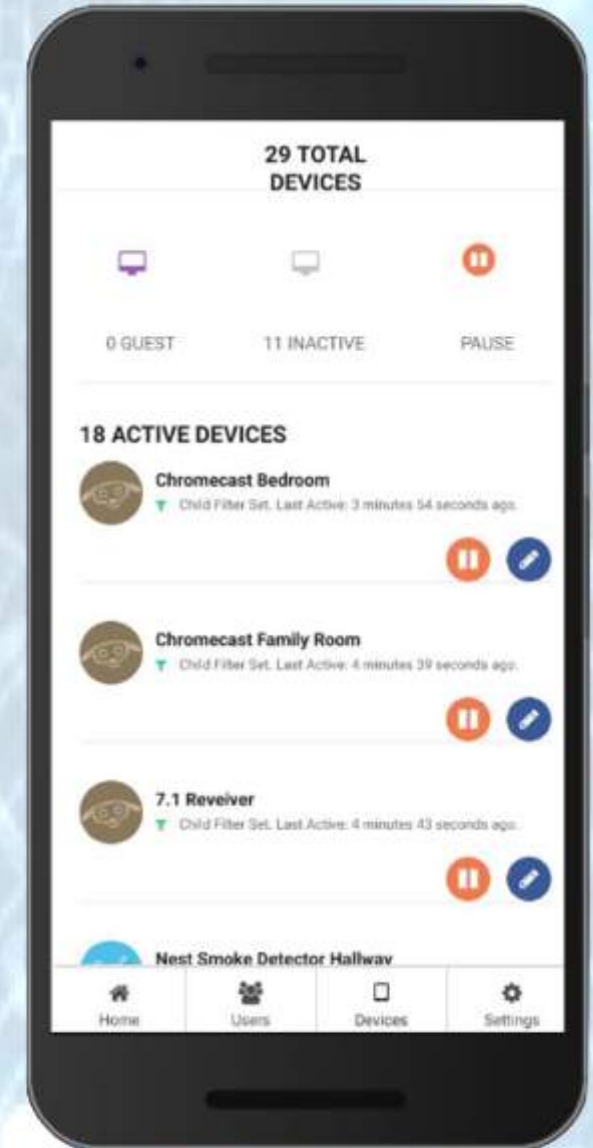 29 TOTAL
DEVICES
0 GUEST
11 INACTIVE
PAUSE
18 ACTIVE DEVICES
Chromecast Bedroom
Child Filter Set. Last Active: 3 minutes 54 seconds ago.
Chromecast Family Room
Child Filter Set. Last Active: 4 minutes 39 seconds ago.
7.1 Reveiver
Child Filter Set. Last Active: 4 minutes 43 seconds ago.
Nest Smoke Detector Hallway
Home
Users
Devices
Settings